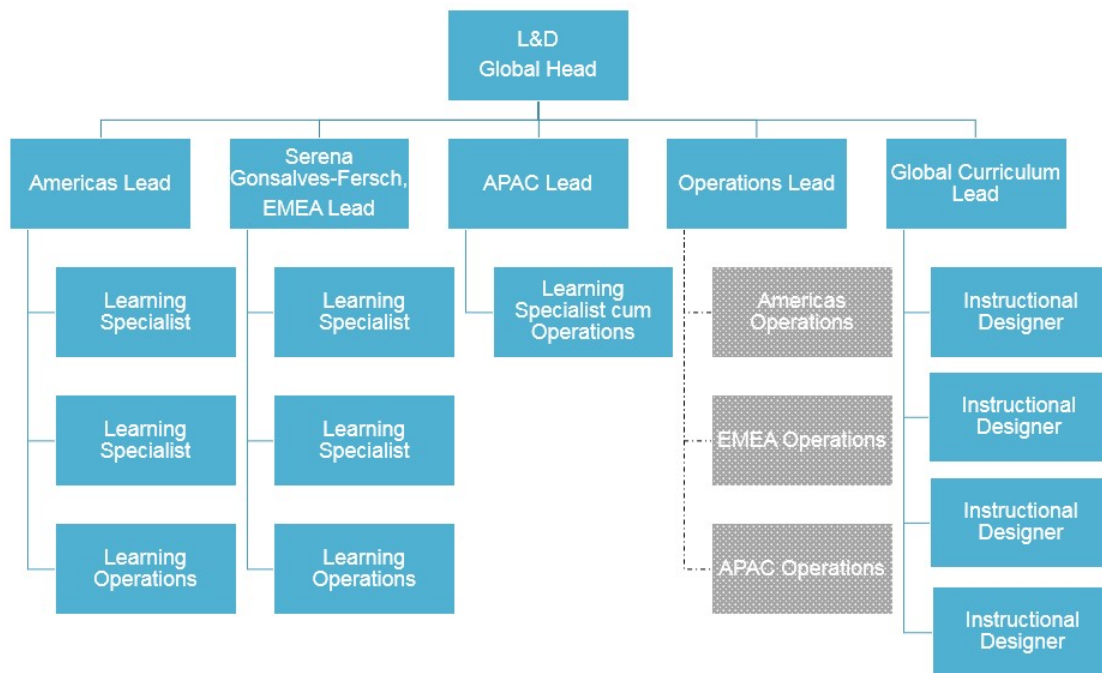 L&D
Global Head
Americas Lead
Serena
Gonsalves-Fersch,
EMEA Lead
APAC Lead
Operations Lead
Global Curriculum
Lead
Learning
Specialist
Learning
Specialist
Learning
Operations
Learning
Specialist
Learning
Specialist
Learning
Operations
Learning
Specialist cum
Operations
Americas
Operations
EMEA Operations
APAC Operations
Instructional
Designer
Instructional
Designer
Instructional
Designer
Instructional
Designer